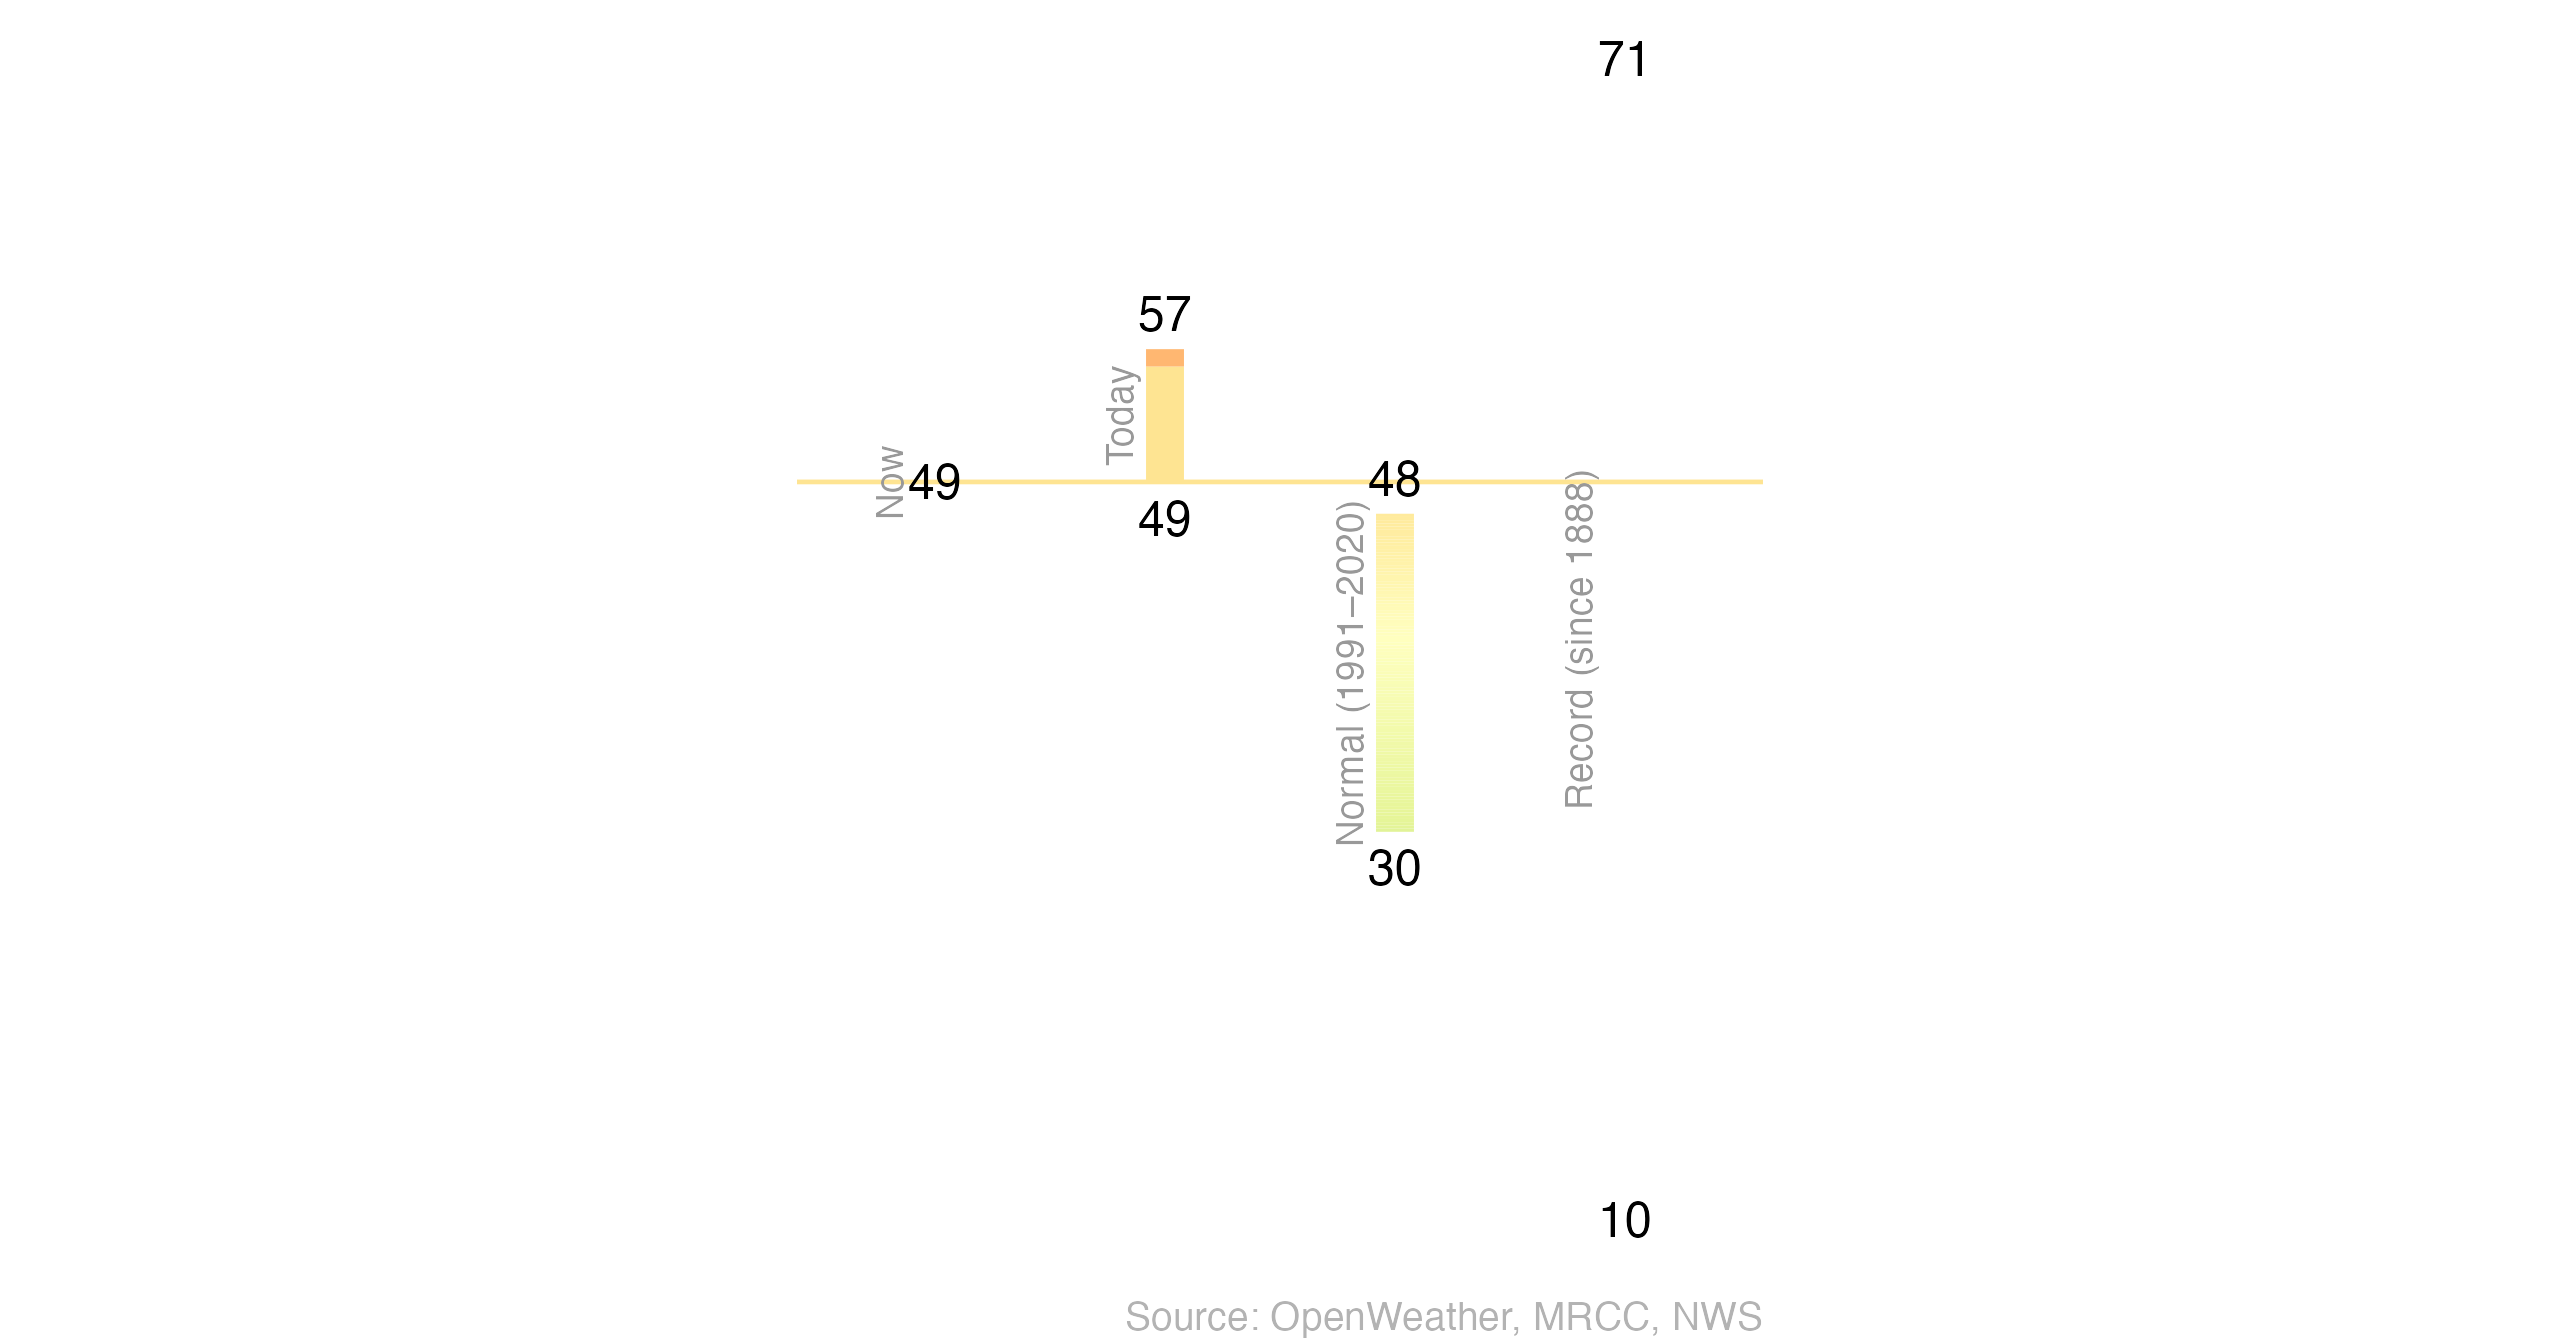 71
57
Today
Now
49
49
48
Normal (1991–2020)
30
Record (since 1888)
10
Source: OpenWeather, MRCC, NWS